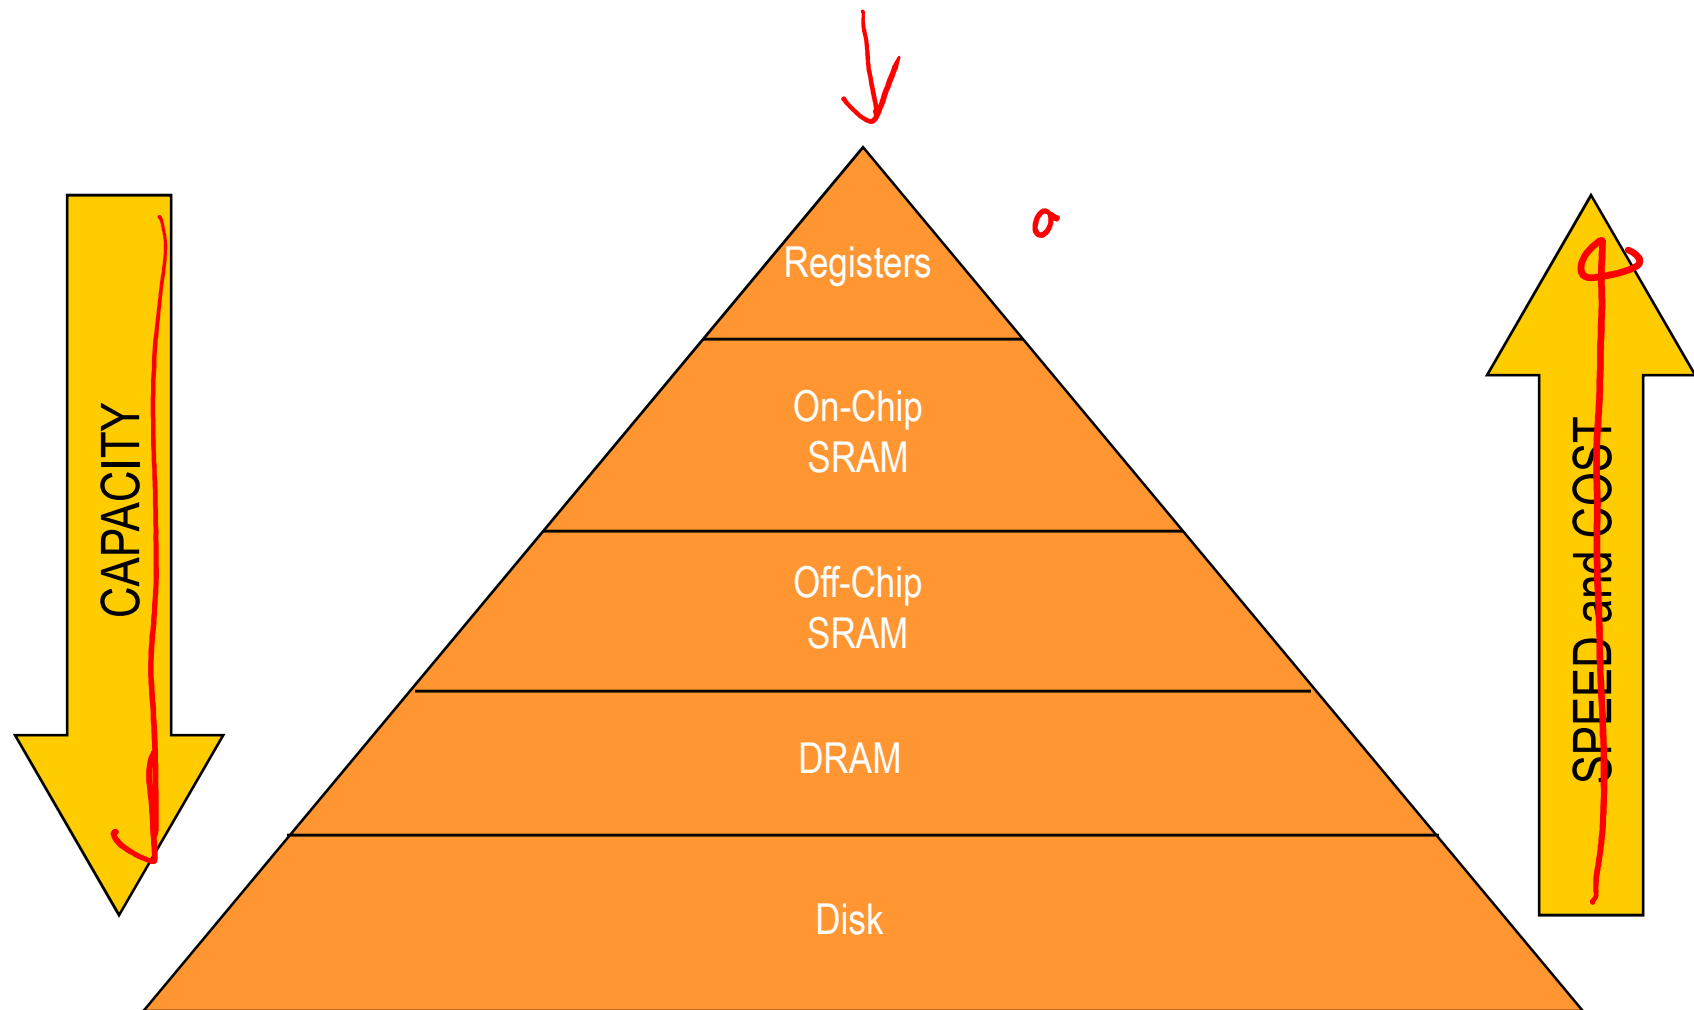 Registers
On-Chip
SRAM
Off-Chip
SRAM
DRAM
Disk
CAPACITY
SPEED and COST